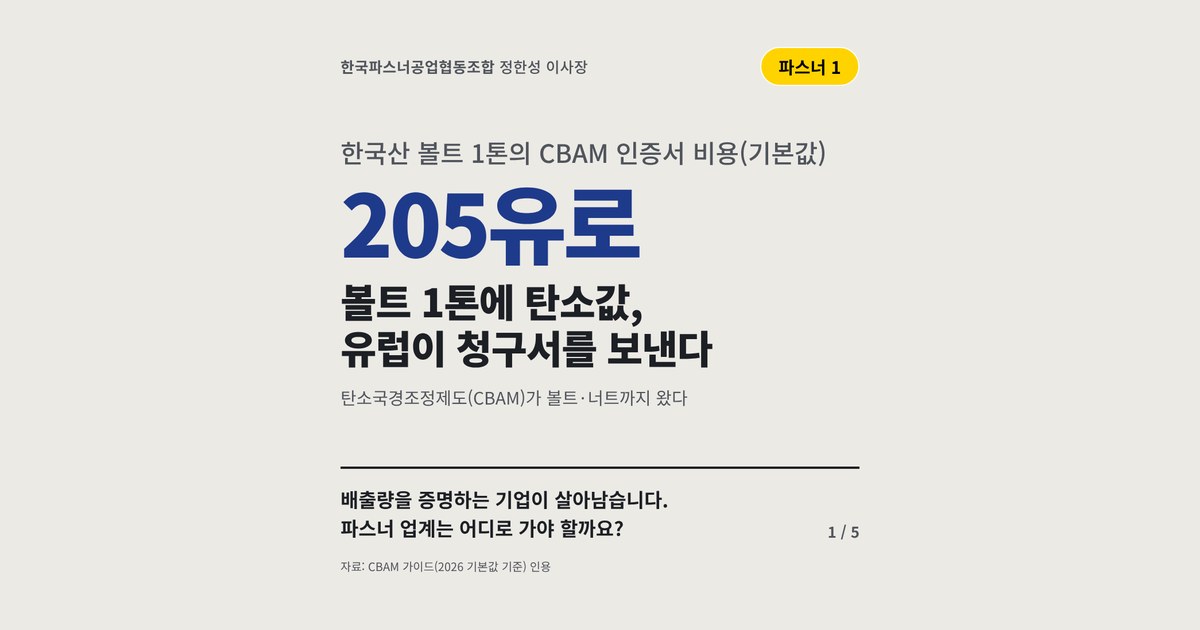 한국파스너공업협동조합 정한성 이사장
파스너 1
한국산 볼트 1톤의 CBAM 인증서 비용(기본값)
205유로
볼트 1톤에 탄소값,
유럽이 청구서를 보낸다
탄소국경조정제도(CBAM)가 볼트·너트까지 왔다
배출량을 증명하는 기업이 살아남습니다.
파스너 업계는 어디로 가야 할까요?
1 / 5
자료: CBAM 가이드(2026 기본값 기준) 인용